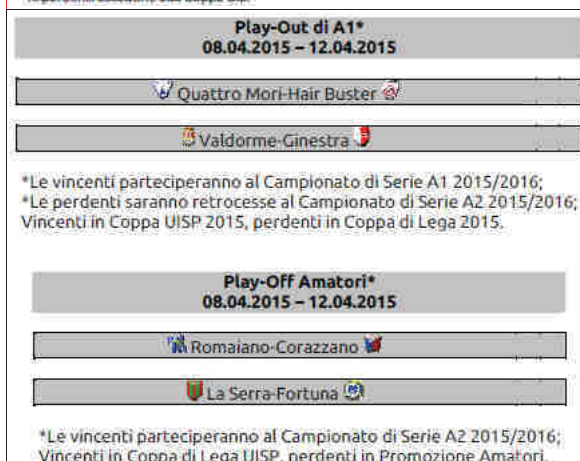 Play-Out di A1*
08.04.2015 – 12.04.2015
Quattro Mori-Hair Buster
Valdorme-Ginestra
*Le vincenti parteciperanno al Campionato di Serie A1 2015/2016;
*Le perdenti saranno retrocesse al Campionato di Serie A2 2015/2016;
Vincenti in Coppa UISP 2015, perdenti in Coppa di Lega 2015.
Play-Off Amatori*
08.04.2015 – 12.04.2015
Romaiano-Corazzano
La Serra-Fortuna
*Le vincenti parteciperanno al Campionato di Serie A2 2015/2016;
Vincenti in Coppa di Lega UISP, perdenti in Promozione Amatori.